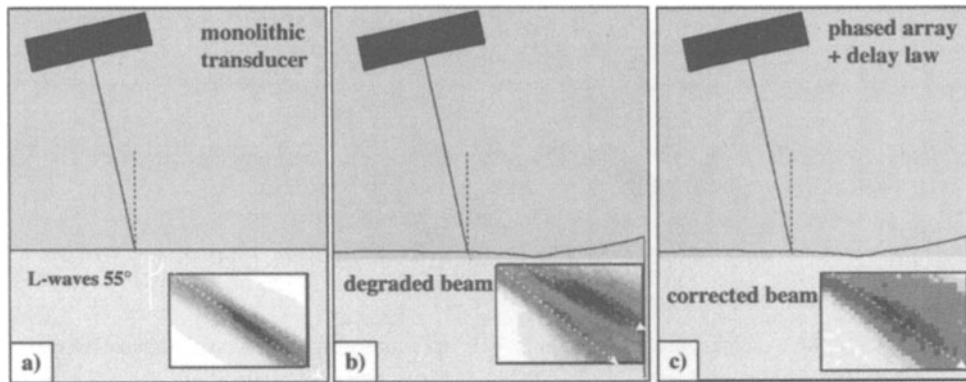 monolithic
transducer
L-waves 55°
a)
degraded beam
b)
phased array
+ delay law
corrected beam
c)